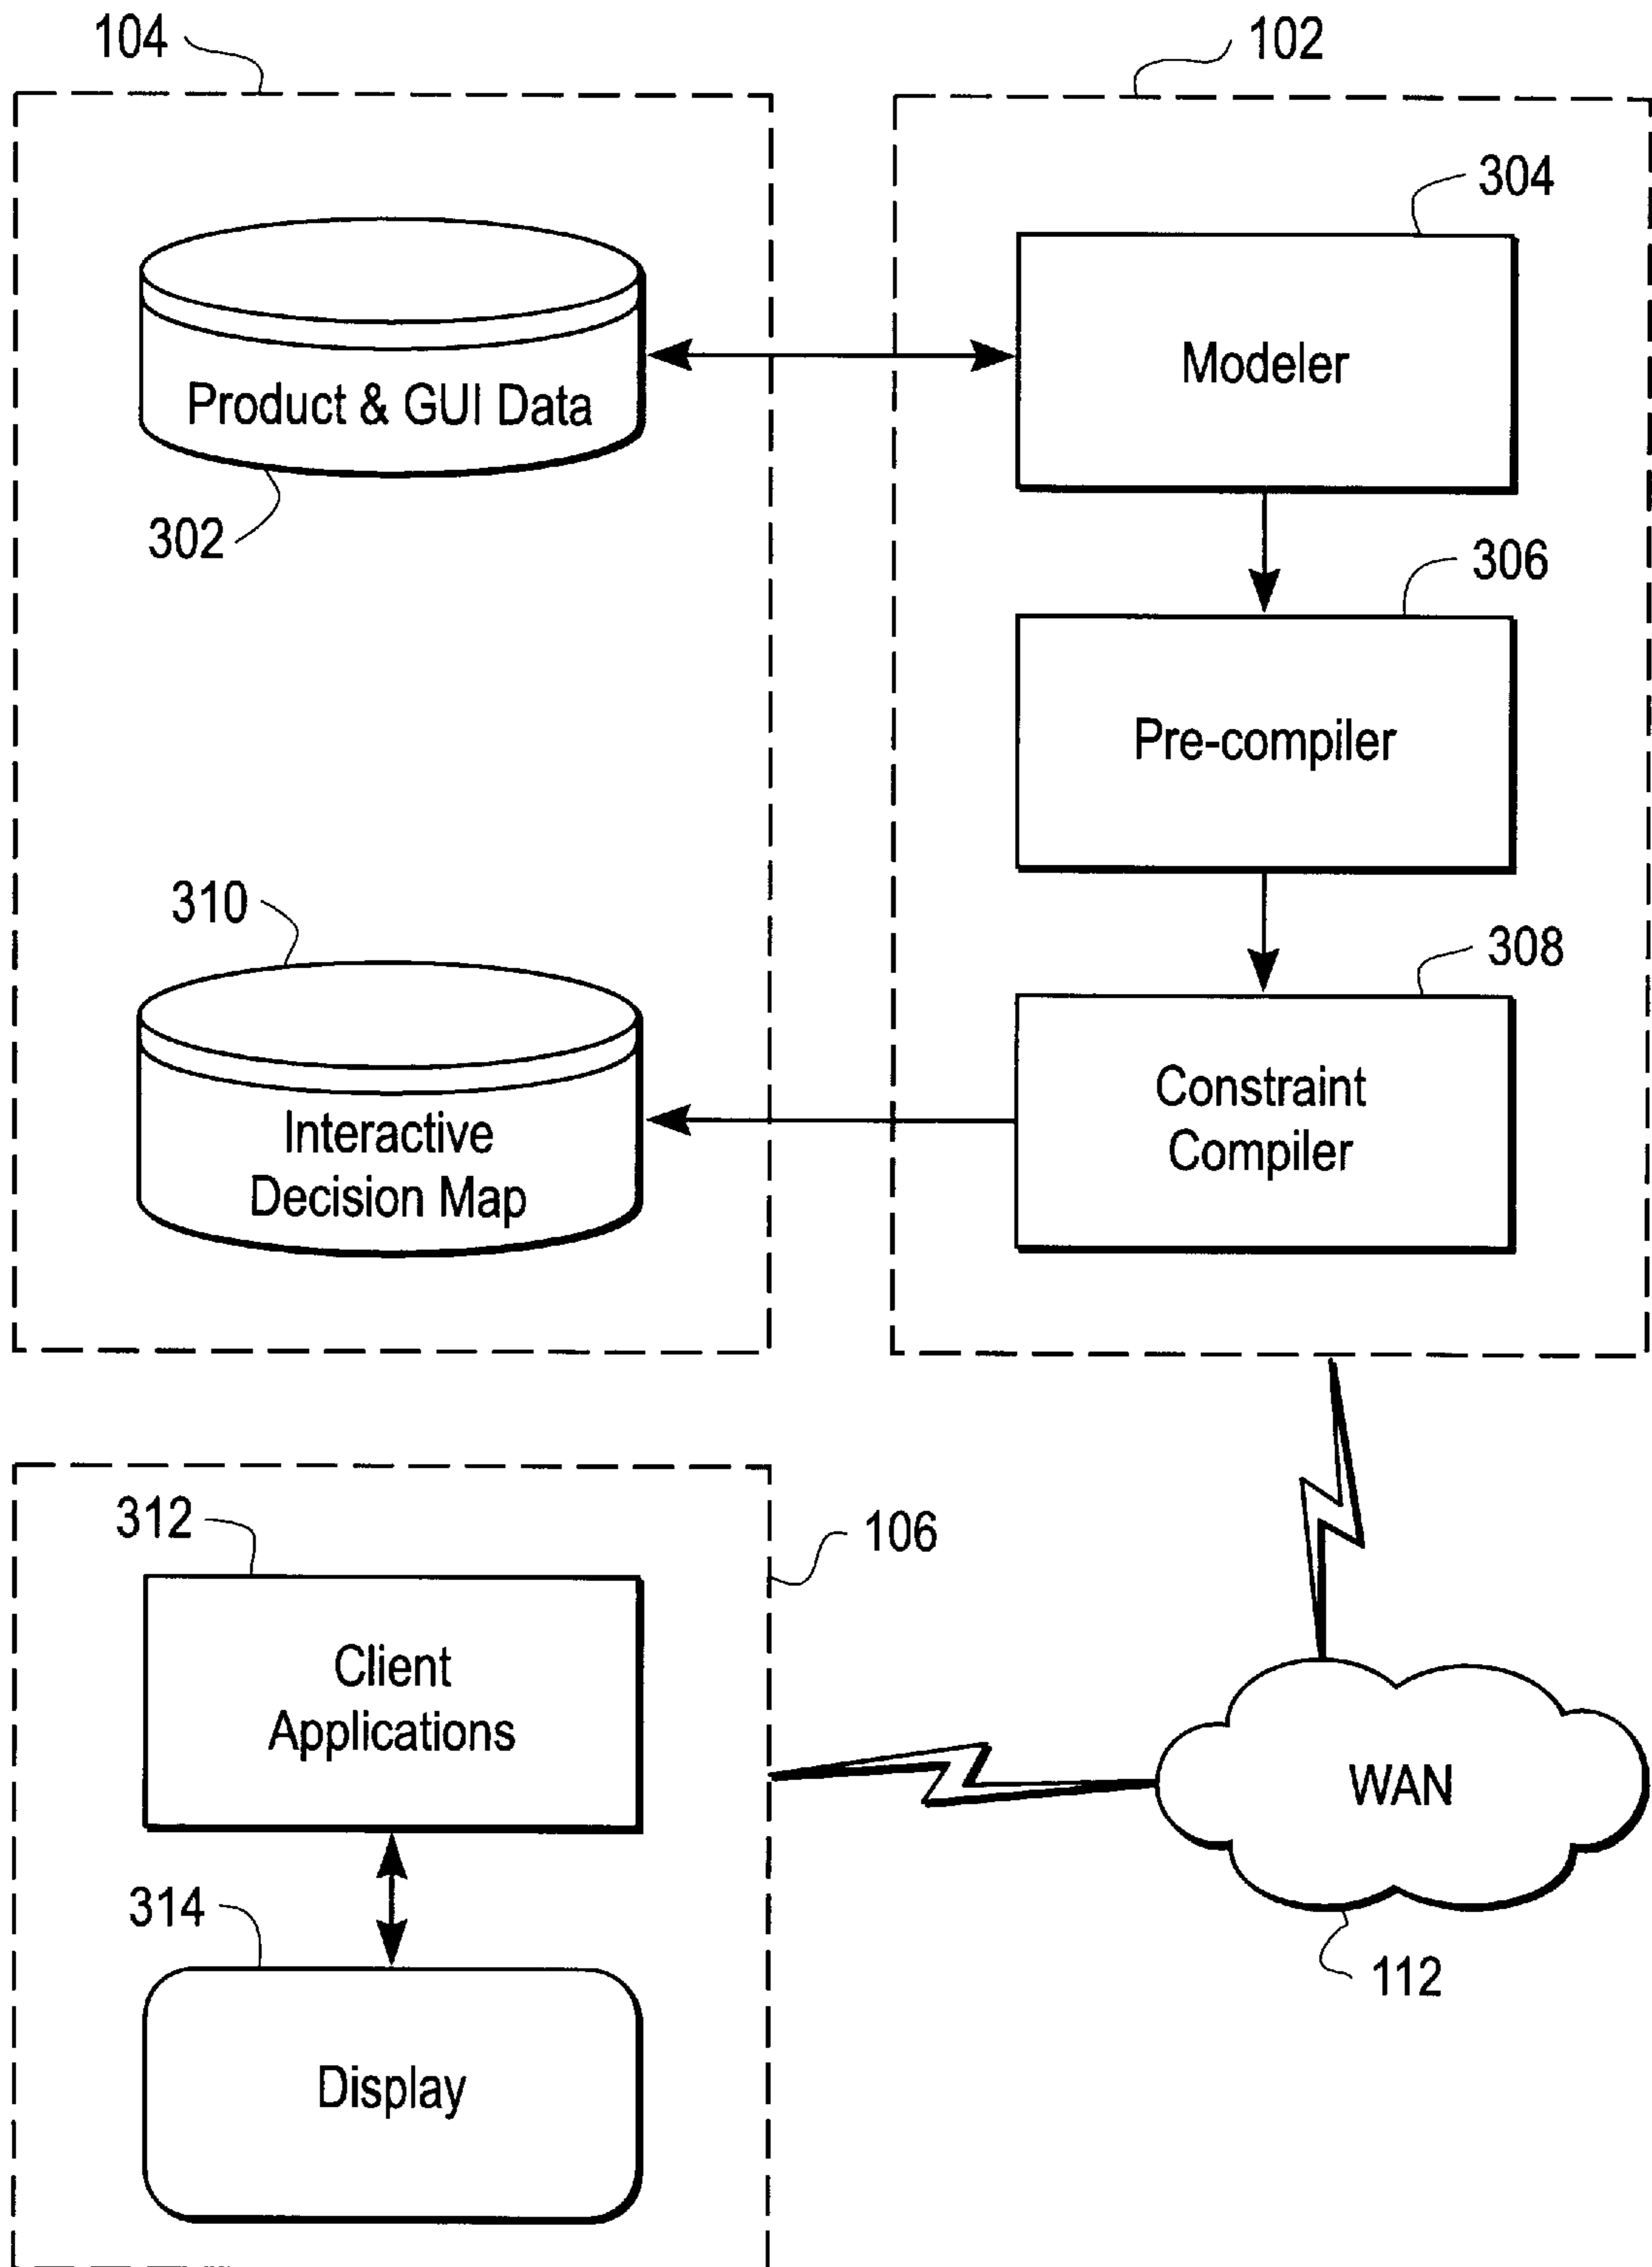 104
102
304
Modeler
Product & GUI Data
302
306
Pre-compiler
310
308
Constraint
Compiler
Interactive
Decision Map
312
106
Client
Applications
WAN
314
112
Display